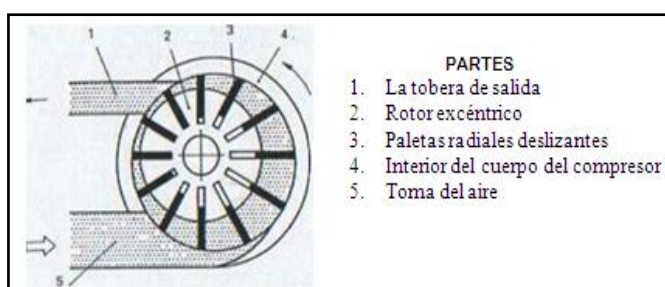 1
2
3
4
5
PARTES
1. La tobera de salida
2. Rotor excéntrico
3. Paletas radiales deslizantes
4. Interior del cuerpo del compresor
5. Toma del aire